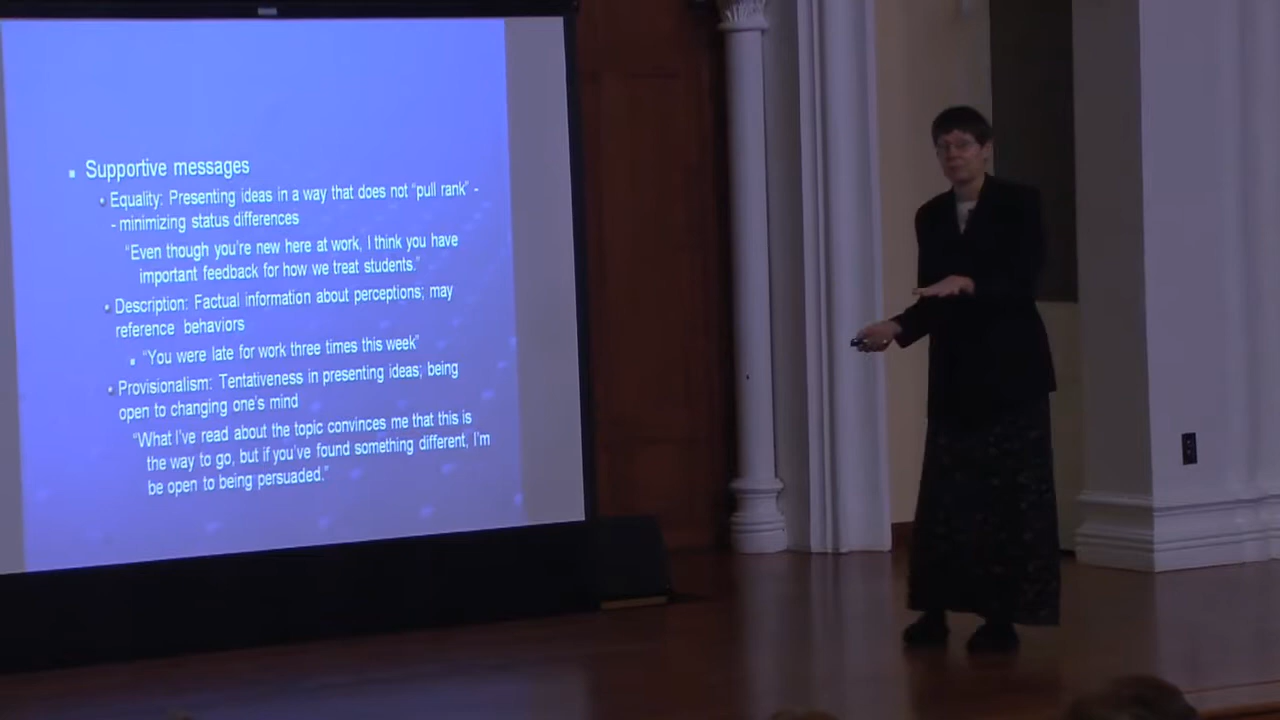 Supportive messages
Equality: Presenting ideas in a way that does not "pull rank" -
- minimizing status differences
"Even though you're new here at work, I think you have
important feedback for how we treat students."
Description: Factual information about perceptions; may
reference behaviors
"You were late for work three times this week"
Provisionalism: Tentativeness in presenting ideas; being
open to changing one's mind
"What I've read about the topic convinces me that this is
the way to go, but if you've found something different, I'm
be open to being persuaded."